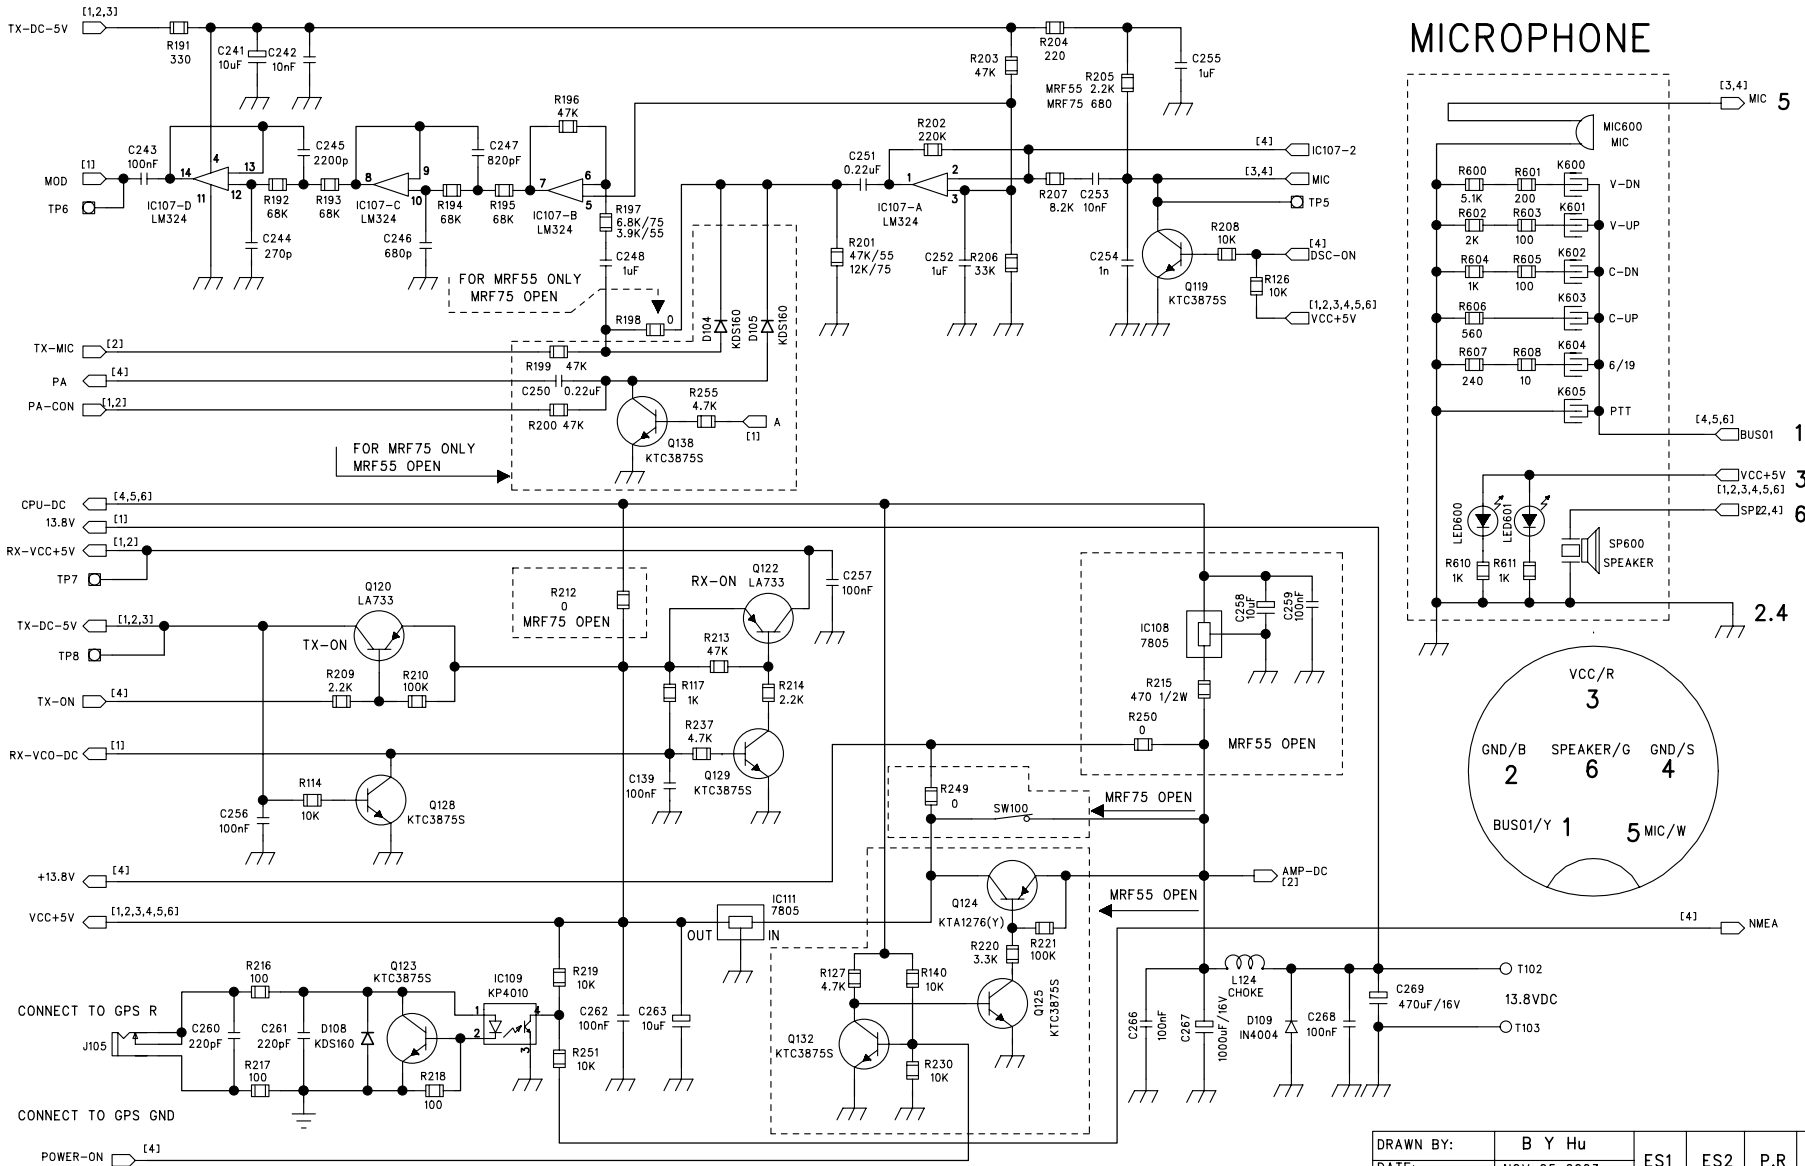 MICROPHONE
TX-DC-5V [1,2,3]
R191
330
C241
10uF
C242
10nF
R203
47K
R204
220
R205
MRF55 2.2K
MRF75 680
C255
1uF
R196
47K
C243
100nF
C245
2200p
C247
820pF
R202
220K
C251
0.22uF
MOD [1]
TP6
14
4
13
12
11
IC107-D
LM324
R192
68K
R193
68K
8
9
10
IC107-C
LM324
R194
68K
R195
68K
7
6
5
IC107-B
LM324
R197
6.8K/75
3.9K/55
1
2
3
IC107-A
LM324
R207
8.2K
C253
10nF
[4] IC107-2
[3,4] MIC
TP5
C244
270p
C246
680p
C248
1uF
R201
47K/55
12K/75
C252
1uF
R206
33K
C254
1n
Q119
KTC3875S
R208
10K
[4]
DSC-ON
R126
10K
[1,2,3,4,5,6]
VCC+5V
FOR MRF55 ONLY
MRF75 OPEN
R198 0
D104
KDS160
D105
KDS160
TX-MIC [2]
R199 47K
PA [4]
C250 0.22uF
PA-CON [1,2]
R200 47K
R255
4.7K
A
[1]
Q138
KTC3875S
FOR MRF75 ONLY
MRF55 OPEN
[3,4] MIC 5
MIC600
MIC
R600
5.1K
R601
200
K600
V-DN
R602
2K
R603
100
K601
V-UP
R604
1K
R605
100
K602
C-DN
R606
560
K603
C-UP
R607
240
R608
10
K604
6/19
K605
PTT
[4,5,6]
BUS01 1
VCC+5V 3
[1,2,3,4,5,6]
6
LED600
LED601
R610
1K
R611
1K
SP600
SPEAKER
2.4
CPU-DC [4,5,6]
13.8V [1]
RX-VCC+5V [1,2]
TP7
Q120
LA733
TX-DC-5V [1,2,3]
TP8
TX-ON
R209
2.2K
R210
100K
TX-ON [4]
RX-VCO-DC [1]
R212
0
MRF75 OPEN
RX-ON
Q122
LA733
C257
100nF
R213
47K
R117
1K
R214
2.2K
R237
4.7K
Q129
KTC3875S
C139
100nF
R114
10K
C256
100nF
Q128
KTC3875S
IC108
7805
C258
10uF
C259
100nF
R215
470 1/2W
R250
0
MRF55 OPEN
R249
0
SW100
MRF75 OPEN
VCC/R
3
GND/B
2
SPEAKER/G
6
GND/S
4
BUS01/Y 1
5 MIC/W
+13.8V [4]
VCC+5V [1,2,3,4,5,6]
IC111
7805
OUT
IN
Q124
KTA1276(Y)
AMP-DC
[2]
MRF55 OPEN
R220
3.3K
R221
100K
[4] NMEA
R127
4.7K
R140
10K
Q125
KTC3875S
Q132
KTC3875S
R230
10K
R216
100
Q123
KTC3875S
IC109
KP4010
1
2
4
3
R219
10K
R251
10K
C262
100nF
C263
10uF
CONNECT TO GPS R
J105
C260
220pF
C261
220pF
D108
KDS160
R217
100
R218
100
CONNECT TO GPS GND
POWER-ON [4]
C266
100nF
C267
1000uF/16V
L124
CHOKE
D109
IN4004
C268
100nF
C269
470uF/16V
T102
13.8VDC
T103
DRAWN BY: B Y Hu ES1 ES2 P.R